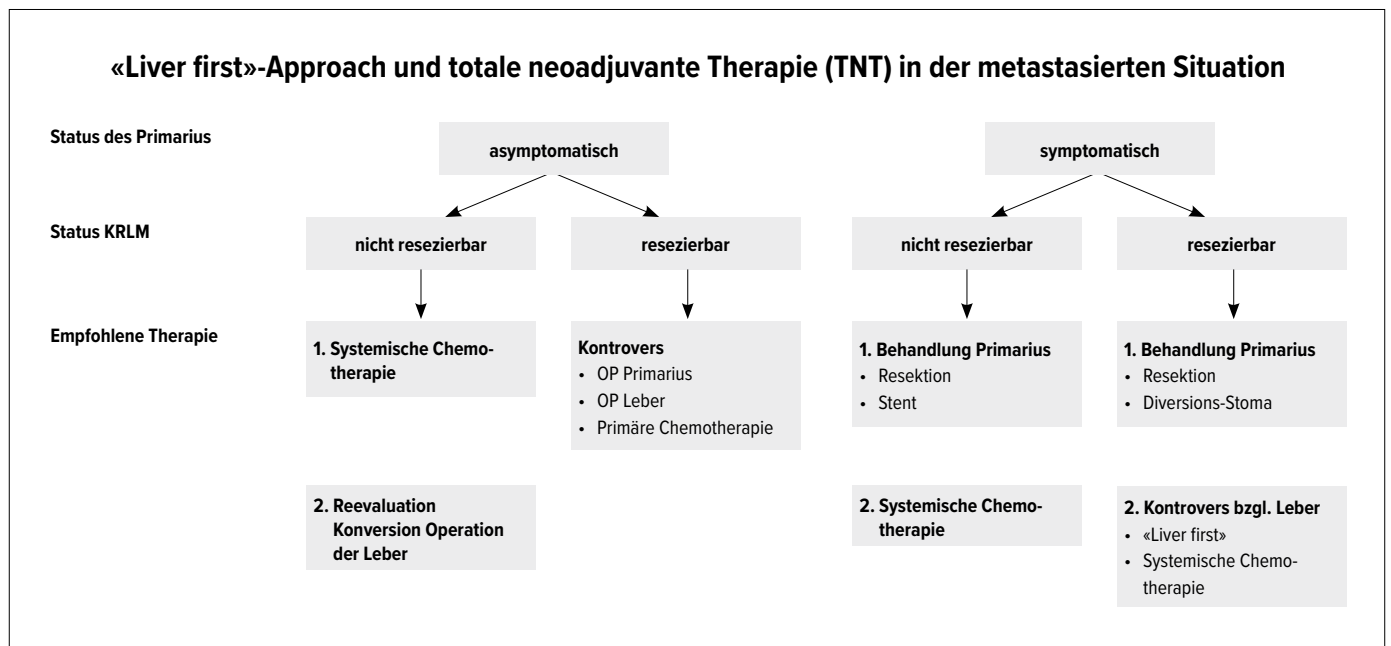 «Liver first»-Approach und totale neoadjuvante Therapie (TNT) in der metastasierten Situation
Status des Primarius
asymptomatisch
symptomatisch
Status KRLM
nicht resezierbar
resezierbar
nicht resezierbar
resezierbar
Empfohlene Therapie
1. Systemische Chemo-
therapie
Kontrovers
• OP Primarius
• OP Leber
• Primäre Chemotherapie
1. Behandlung Primarius
• Resektion
• Stent
1. Behandlung Primarius
• Resektion
• Diversions-Stoma
2. Reevaluation
Konversion Operation
der Leber
2. Systemische Chemo-
therapie
2. Kontrovers bzgl. Leber
• «Liver first»
• Systemische Chemo-
therapie